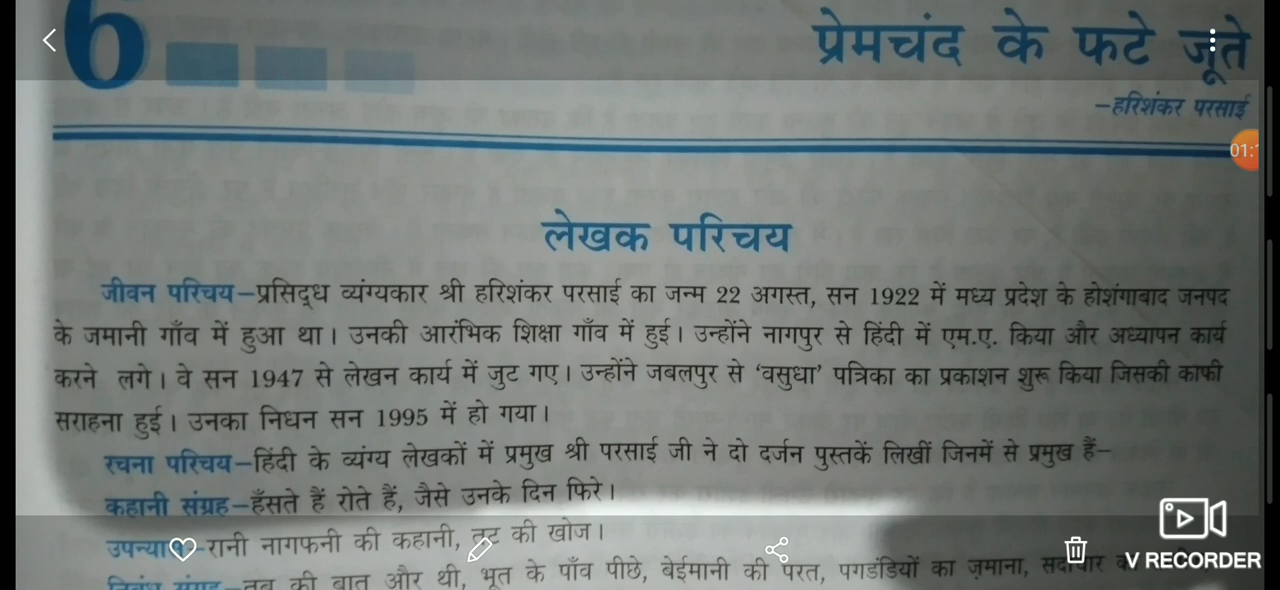 6
प्रेमचंद के फटे जूते
–हरिशंकर परसाई
01:
लेखक परिचय
जीवन परिचय–प्रसिद्ध व्यंग्यकार श्री हरिशंकर परसाई का जन्म 22 अगस्त, सन 1922 में मध्य प्रदेश के होशंगाबाद जनपद
के जमानी गाँव में हुआ था। उनकी आरंभिक शिक्षा गाँव में हुई। उन्होंने नागपुर से हिंदी में एम.ए. किया और अध्यापन कार्य
करने लगे। वे सन 1947 से लेखन कार्य में जुट गए। उन्होंने जबलपुर से ‘वसुधा’ पत्रिका का प्रकाशन शुरू किया जिसकी काफी
सराहना हुई। उनका निधन सन 1995 में हो गया।
रचना परिचय–हिंदी के व्यंग्य लेखकों में प्रमुख श्री परसाई जी ने दो दर्जन पुस्तकें लिखीं जिनमें से प्रमुख हैं–
कहानी संग्रह–हँसते हैं रोते हैं, जैसे उनके दिन फिरे।
रानी नागफनी की कहानी, तट की खोज।
निबंध संग्रह–तब की बात और थी, भूत के पाँव पीछे, बेईमानी की परत, पगडंडियों का ज़माना, सदाचार
V RECORDER